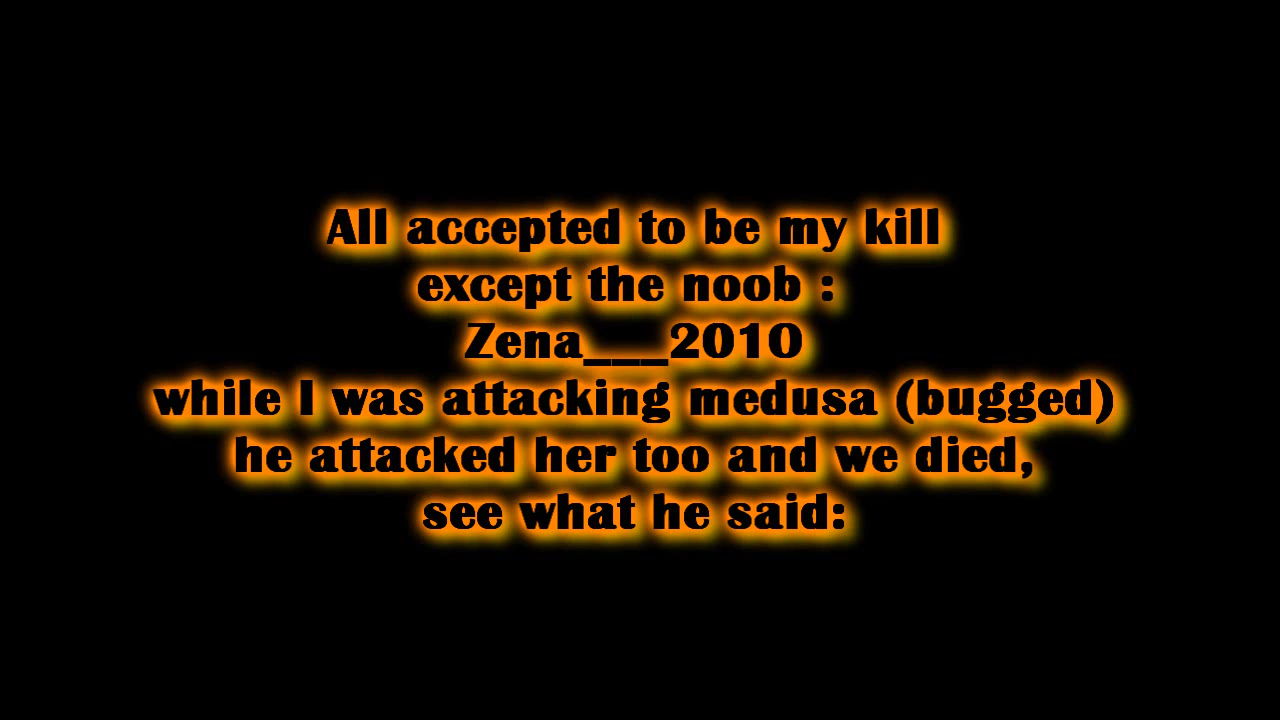 All accepted to be my kill
except the noob :
Zena___2010
while I was attacking medusa (bugged)
he attacked her too and we died,
see what he said: